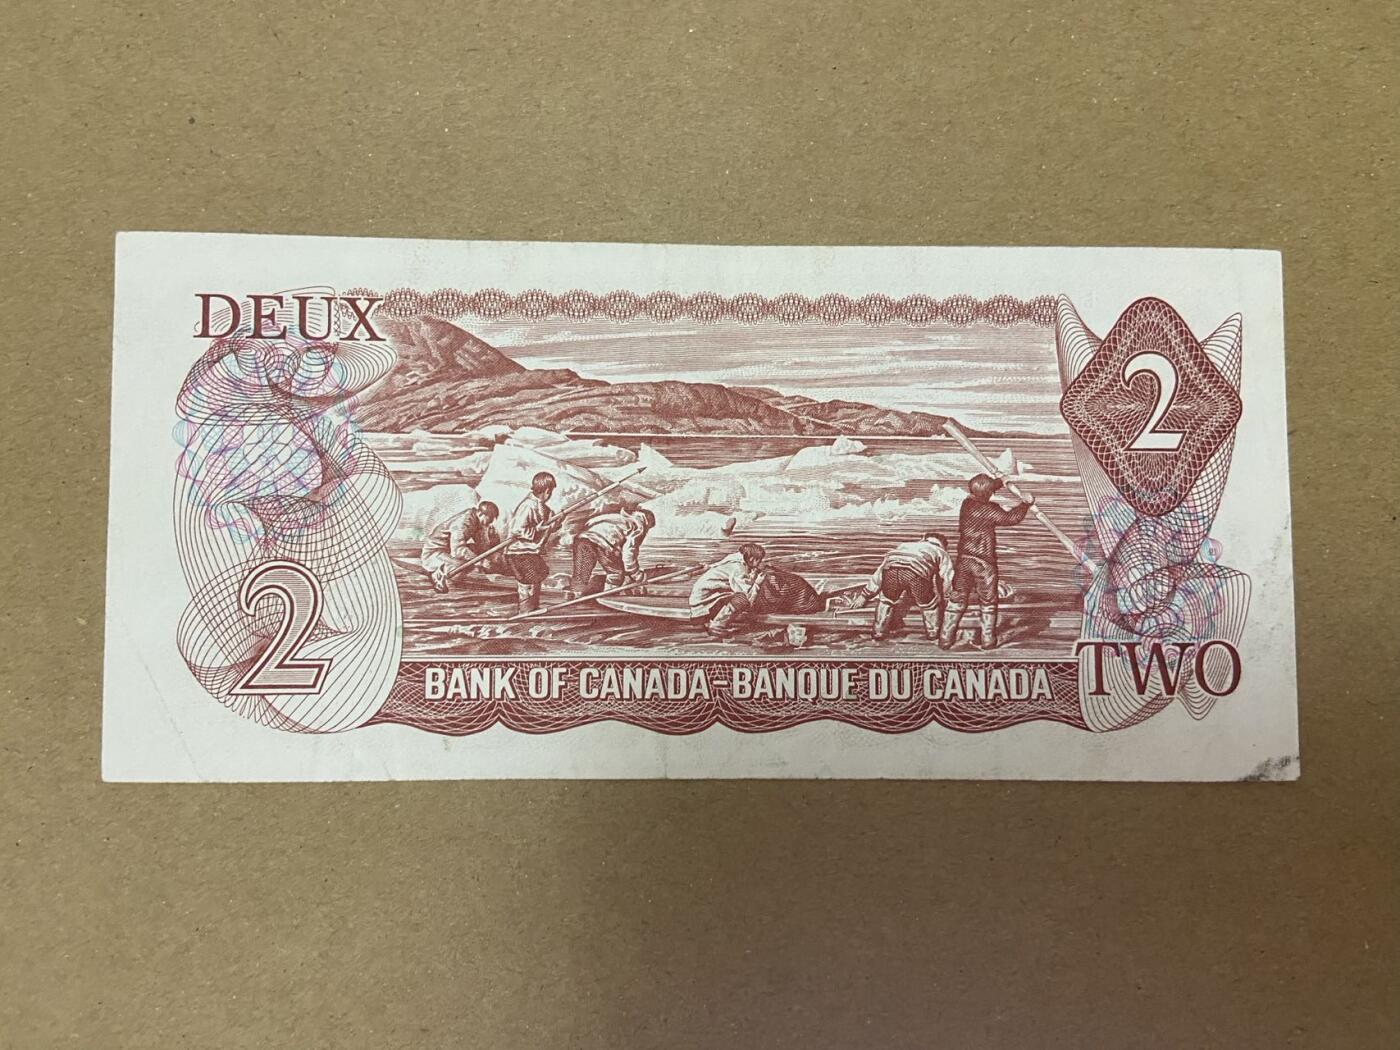 DEUX
2
2
BANK OF CANADA-BANQUE DU CANADA
TWO